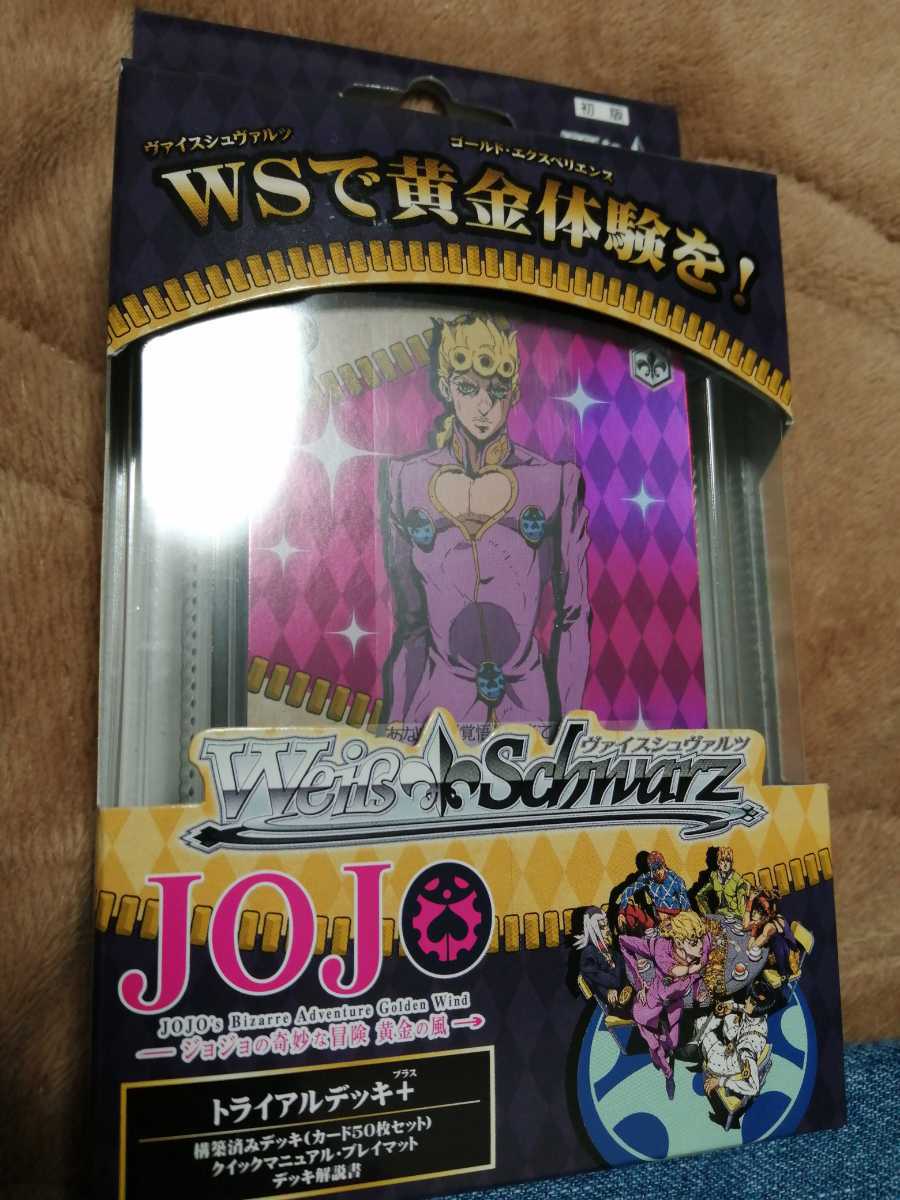 初版
ヴァイスシュヴァルツ
ゴールド・エクスペリエンス
WSで黄金体験を!
あな
覚悟
て
ヴァイスシュヴァルツ
Weiß Schwarz
JOJO
JOJO's Bizarre Adventure Golden Wind
ジョジョの奇妙な冒険 黄金の風
プラス
トライアルデッキ+
構築済みデッキ(カード50枚セット)
クイックマニュアル・プレイマット
デッキ解説書